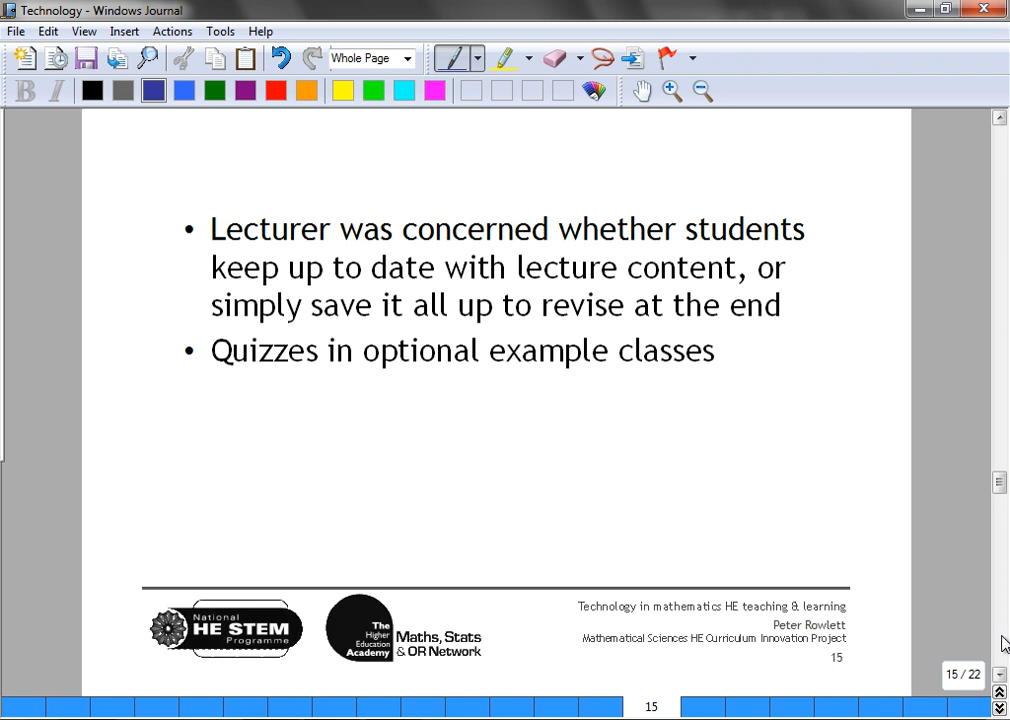 Technology - Windows Journal
File Edit View Insert Actions Tools Help
Whole Page
B I
• Lecturer was concerned whether students
keep up to date with lecture content, or
simply save it all up to revise at the end
• Quizzes in optional example classes
National
HE STEM
Programme
The
Higher
Education
Academy
Maths, Stats
& OR Network
Technology in mathematics HE teaching & learning
Peter Rowlett
Mathematical Sciences HE Curriculum Innovation Project
15
15 / 22
15